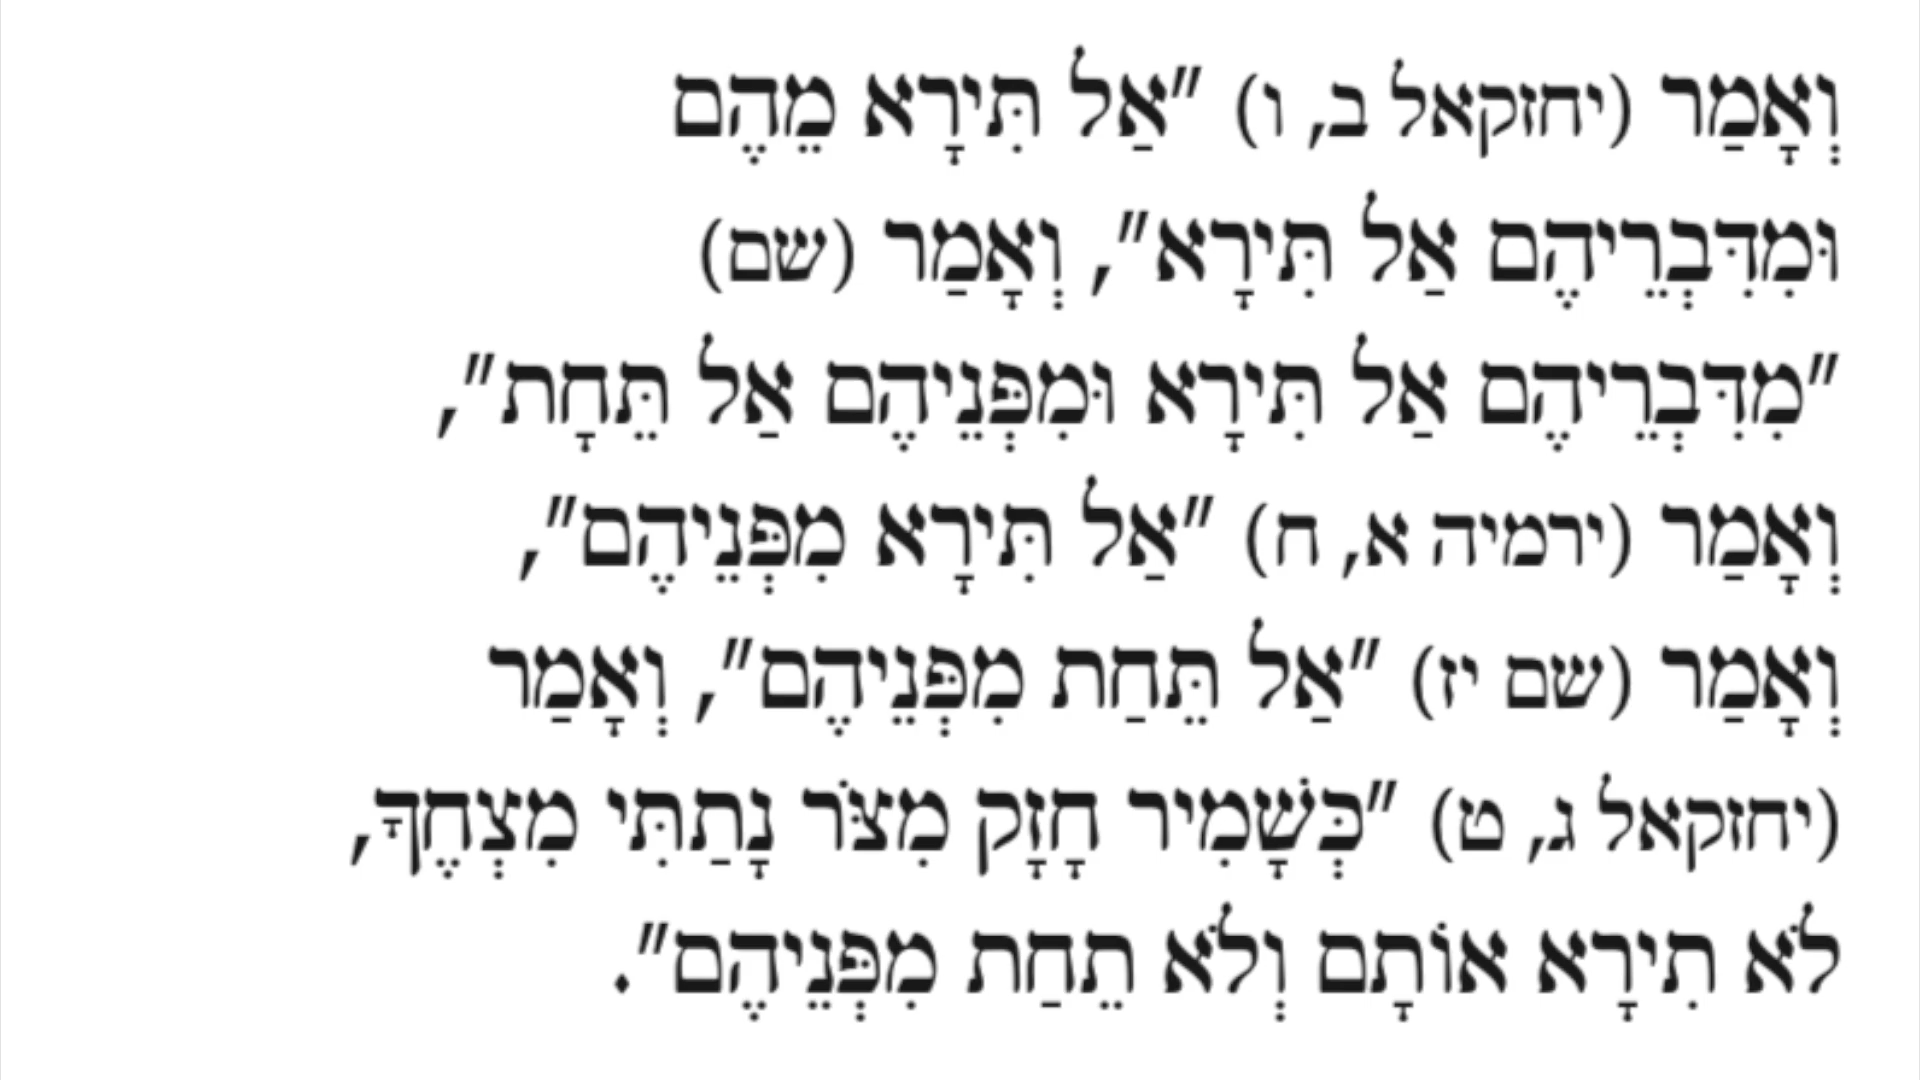 וְאָמַר (יחזקאל ב, ו) "אַל תִּירָא מֵהֶם
וּמִדִּבְרֵיהֶם אַל תִּירָא", וְאָמַר (שם)
"מִדִּבְרֵיהֶם אַל תִּירָא וּמִפְּנֵיהֶם אַל תֵּחָת",
וְאָמַר (ירמיה א, ח) "אַל תִּירָא מִפְּנֵיהֶם",
וְאָמַר (שם יז) "אַל תֵּחַת מִפְּנֵיהֶם", וְאָמַר
(יחזקאל ג, ט) "כְּשָׁמִיר חָזָק מִצֹּר נָתַתִּי מִצְחֶךָ,
לֹא תִירָא אוֹתָם וְלֹא תֵחַת מִפְּנֵיהֶם".